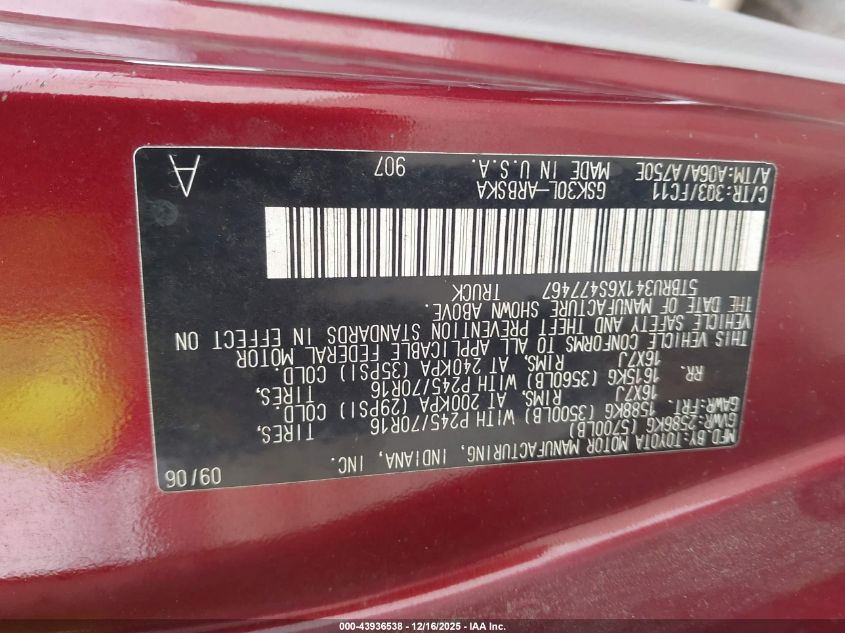 MFD.BY:TOYOTA MOTOR MANUFACTURING, INDIANA, INC. 09/06
GVWR:2586KG(5700LB)
GAWR:FRT. 1588KG (3500LB) WITH P245/70R16 TIRES,
16X7J RIMS, AT 200KPA (29PSI) COLD.
RR. 1615KG (3560LB) WITH P245/70R16 TIRES,
16X7J RIMS, AT 240KPA (35PSI) COLD.
THIS VEHICLE CONFORMS TO ALL APPLICABLE FEDERAL MOTOR
VEHICLE SAFETY AND THEFT PREVENTION STANDARDS IN EFFECT ON
THE DATE OF MANUFACTURE SHOWN ABOVE.
5TBRU341X6S477467 TRUCK
C/TR:3Q3/FC11 GSK30L-ARBSKA 907 A
A/TM:A06A/A750E MADE IN U.S.A.
000-43936538 - 12/16/2025 - IAA Inc.